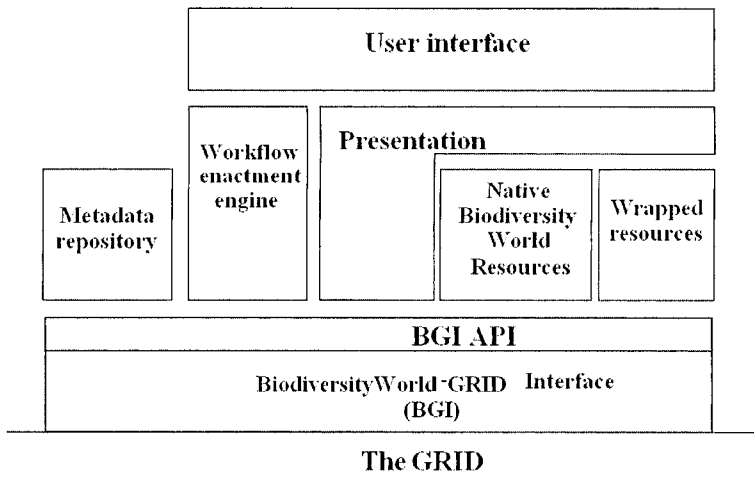 User interface
Workflow
enactment
engine
Presentation
Metadata
repository
Native
Biodiversity
World
Resources
Wrapped
resources
BGI API
BiodiversityWorld-GRID Interface
(BGI)
The GRID